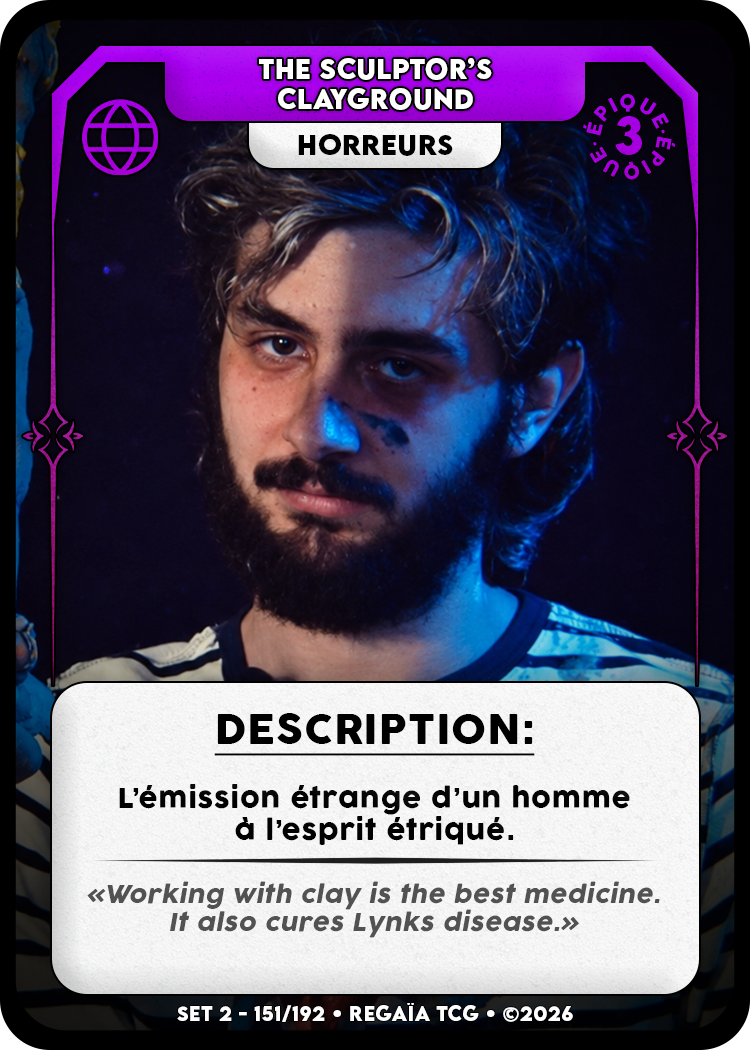 THE SCULPTOR'S
CLAYGROUND
HORREURS
ÉPIQUE · ÉPIQUE ·
3
DESCRIPTION:
L'émission étrange d'un homme
à l'esprit étriqué.
«Working with clay is the best medicine.
It also cures Lynks disease.»
SET 2 - 151/192 • REGAÏA TCG • ©2026